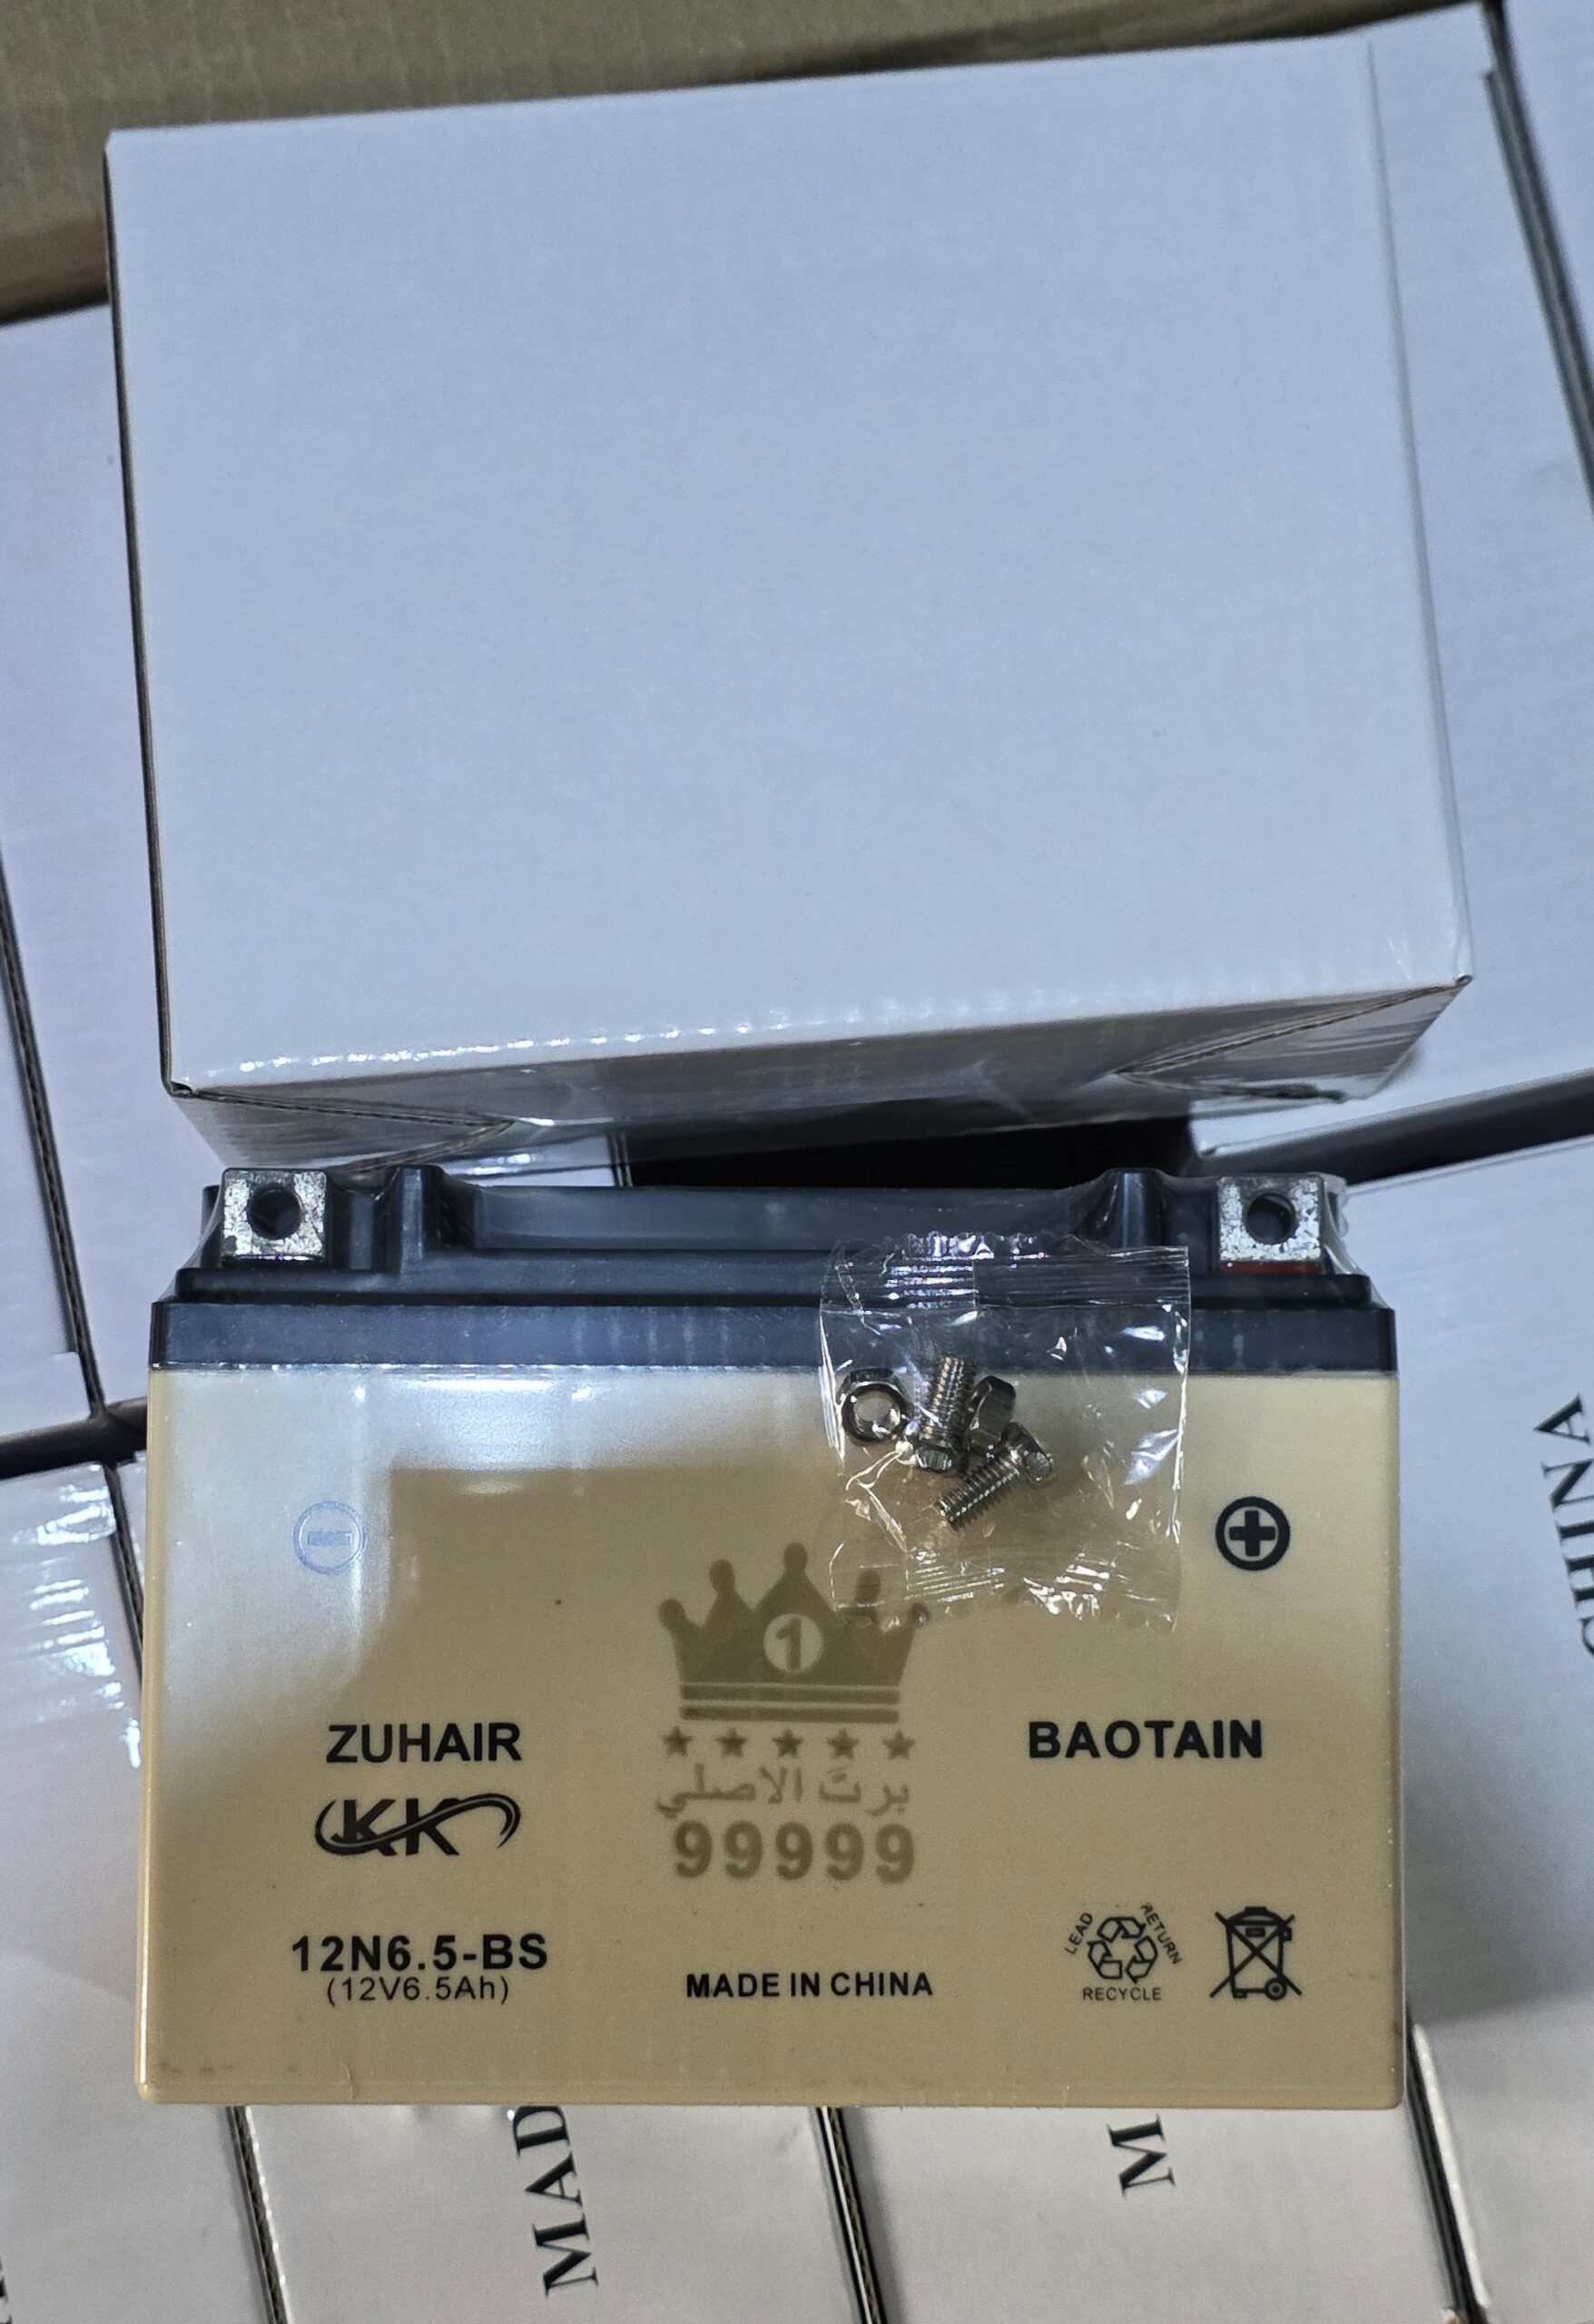 1
ZUHAIR
BAOTAIN
KK
برتَ الاصلي
99999
12N6.5-BS
(12V6.5Ah)
MADE IN CHINA
LEAD
RETURN
RECYCLE
CHINA
MAD
M